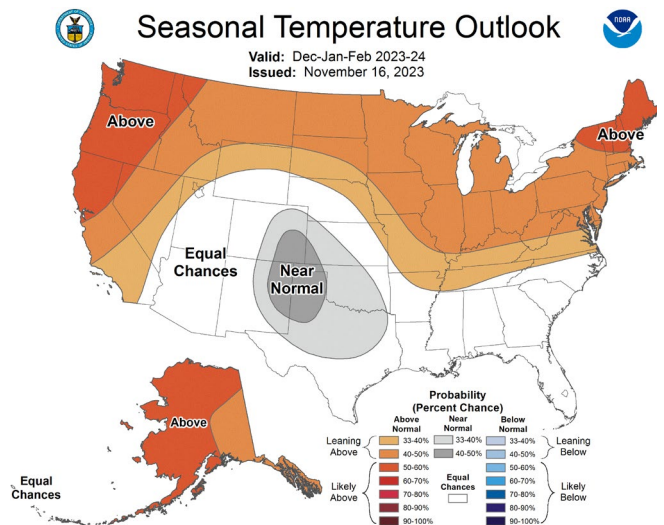 Seasonal Temperature Outlook
NOAA
Valid: Dec-Jan-Feb 2023-24
Issued: November 16, 2023
Above
Above
Equal
Chances
Near
Normal
Above
Equal
Chances
Probability
(Percent Chance)
Above
Normal
Near
Normal
Below
Normal
Leaning
Above
33-40%
40-50%
33-40%
40-50%
33-40%
40-50%
Leaning
Below
Likely
Above
50-60%
60-70%
70-80%
80-90%
90-100%
Equal
Chances
50-60%
60-70%
70-80%
80-90%
90-100%
Likely
Below